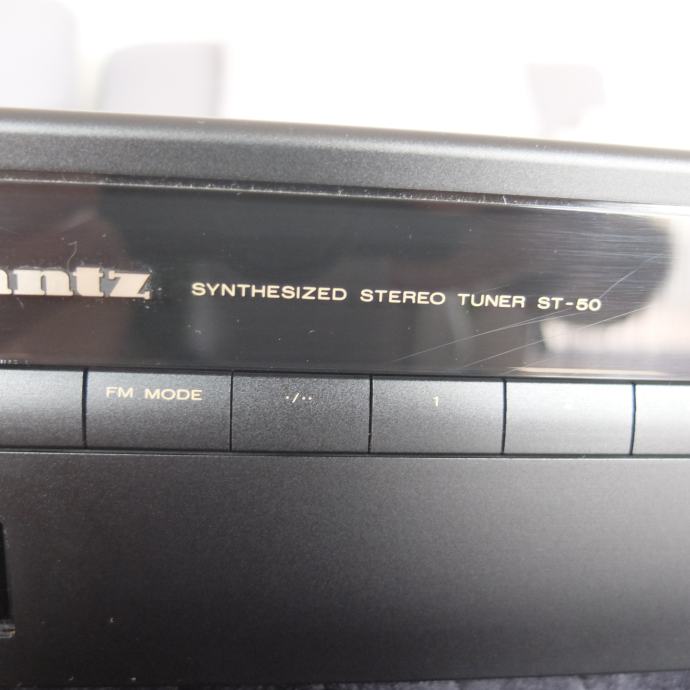 antz SYNTHESIZED STEREO TUNER ST-50
FM MODE ·/·· 1